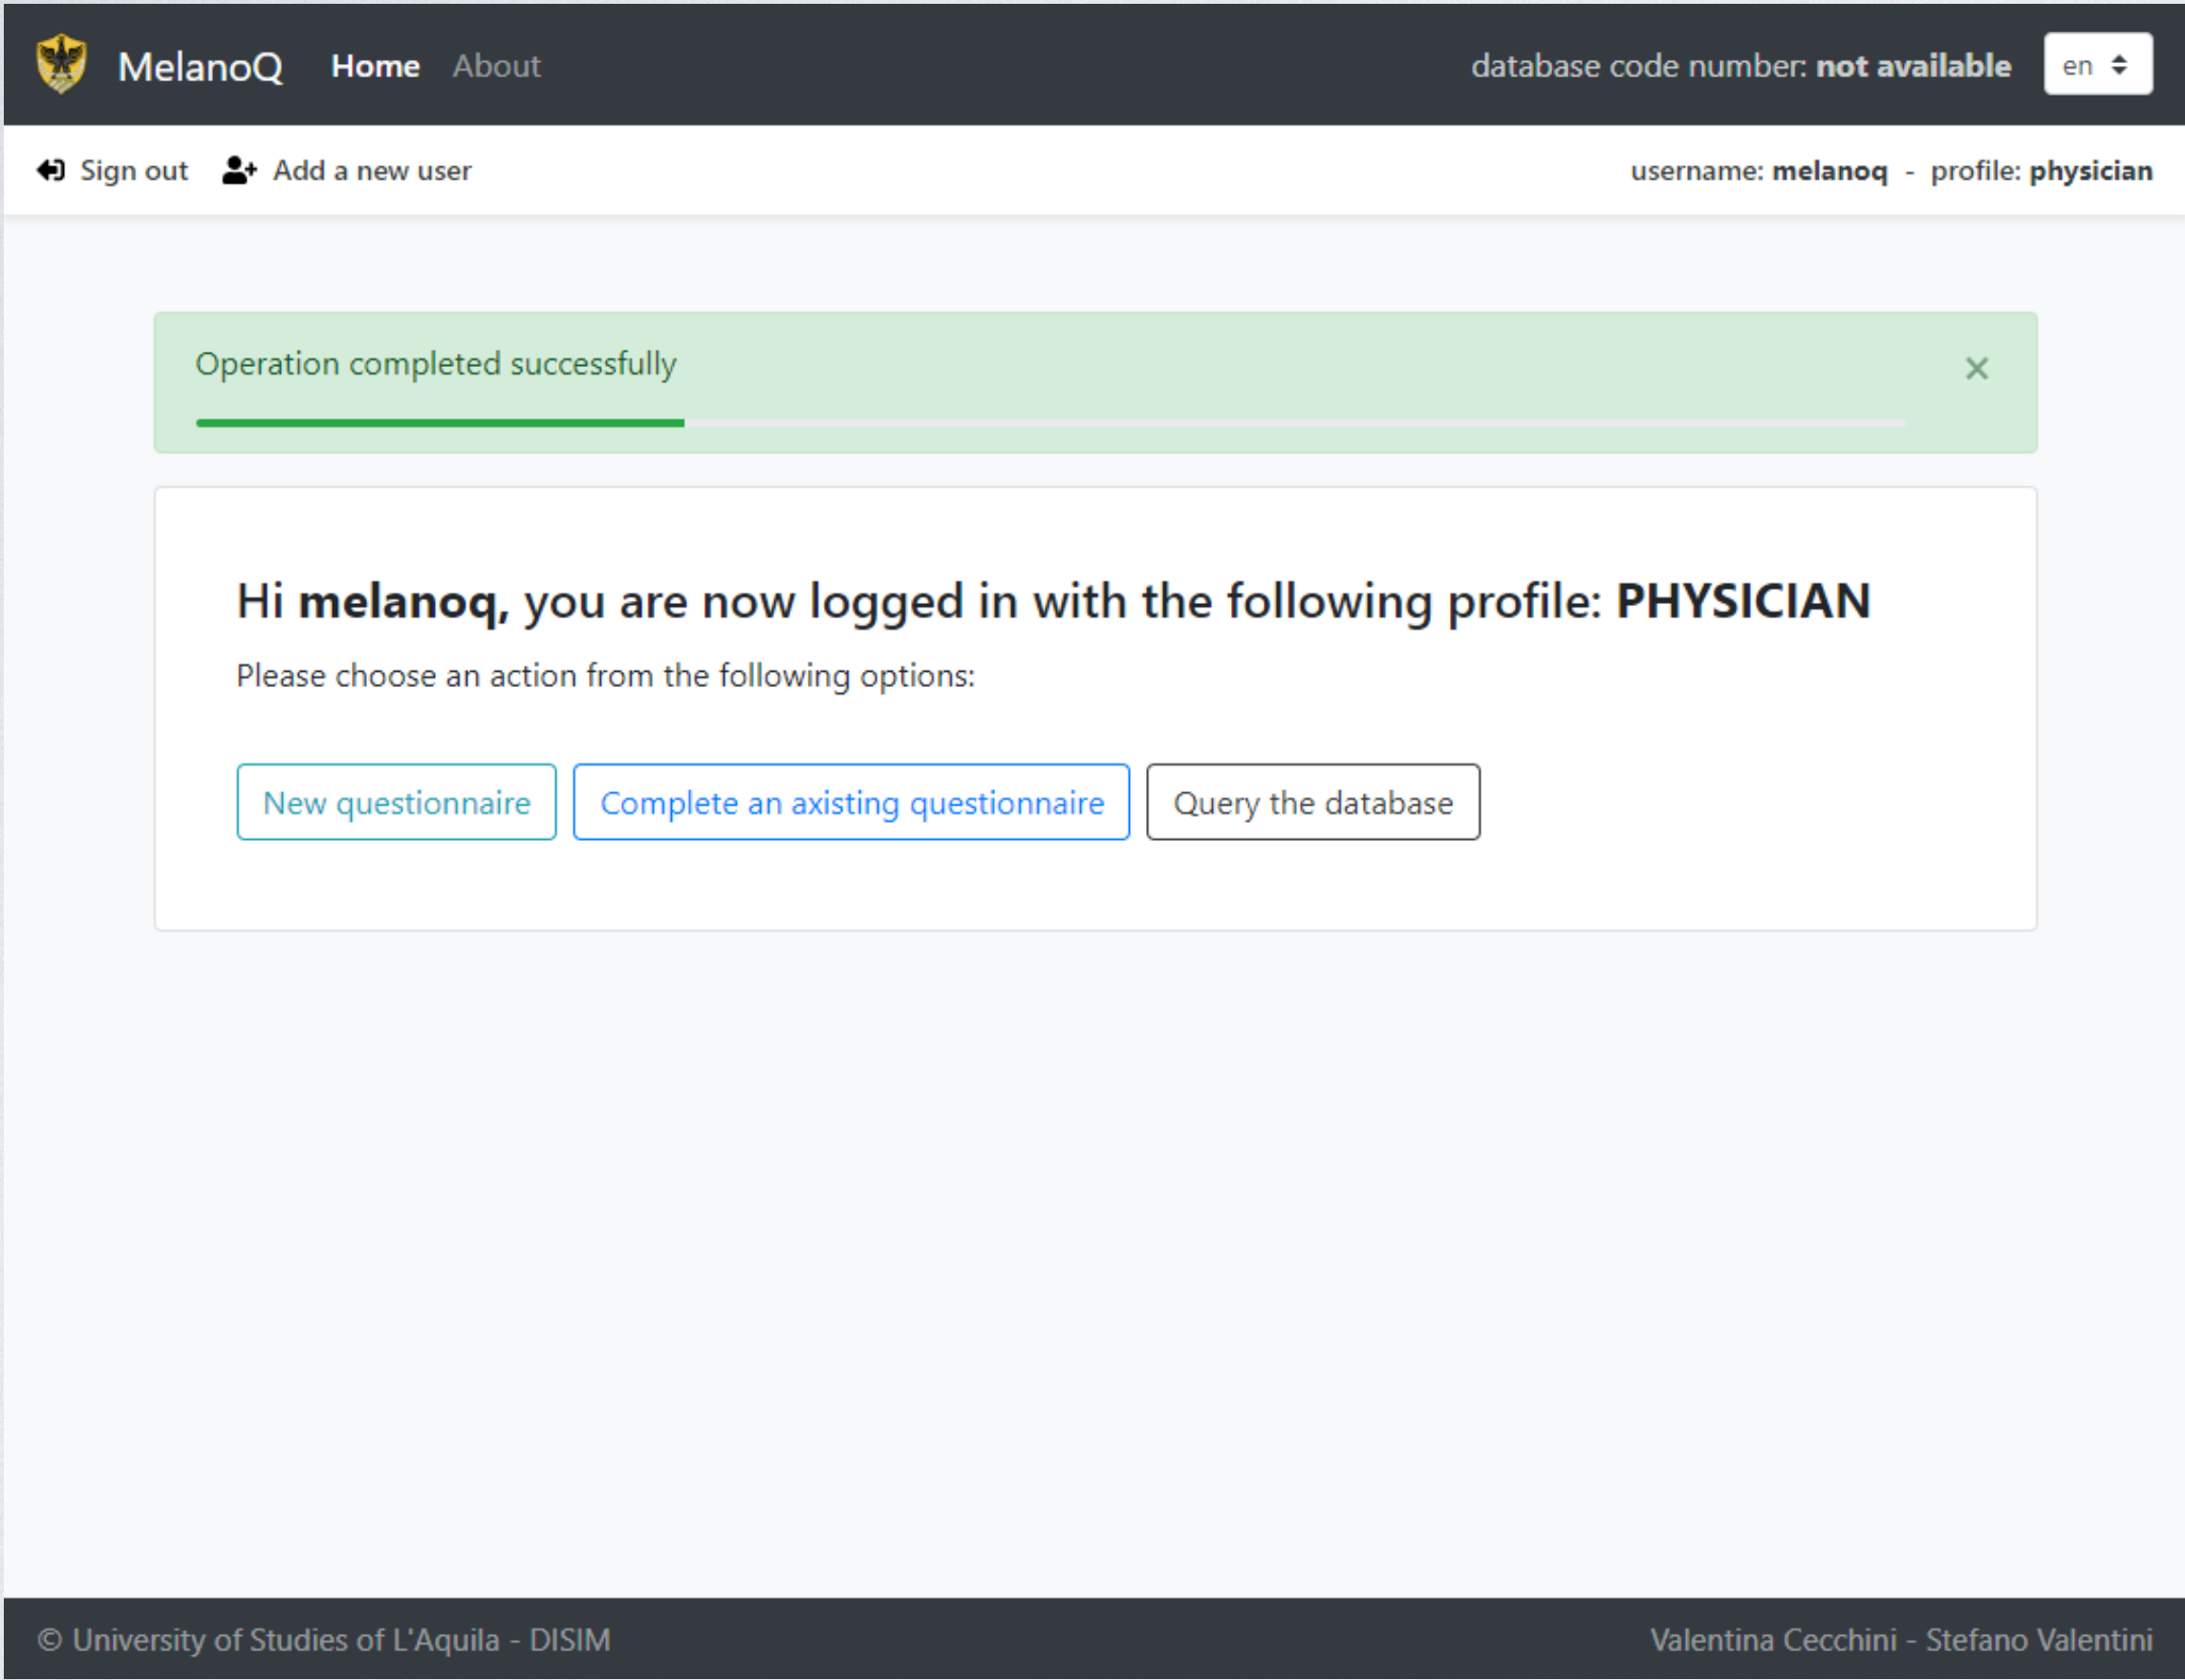 MelanoQ Home About database code number: not available en
Sign out Add a new user username: melanoq - profile: physician
Operation completed successfully ×
Hi melanoq, you are now logged in with the following profile: PHYSICIAN
Please choose an action from the following options:
New questionnaire Complete an axisting questionnaire Query the database
© University of Studies of L'Aquila - DISIM Valentina Cecchini - Stefano Valentini